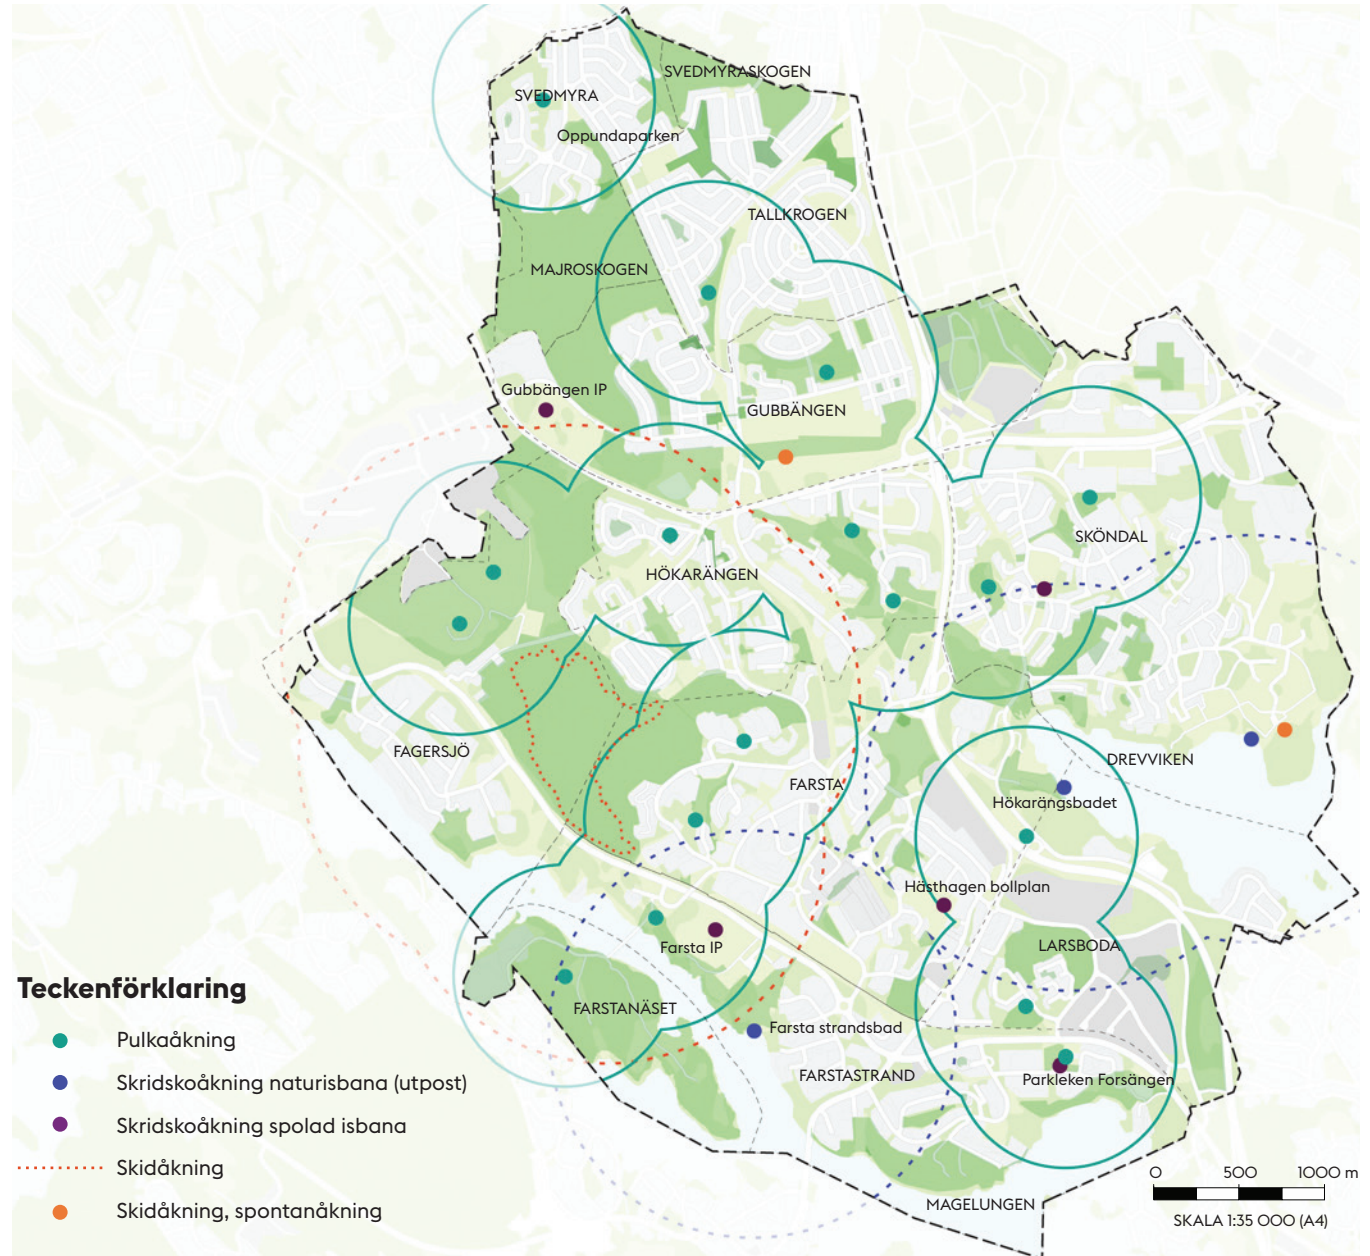 SVEDMYRASKOGEN
SVEDMYRA
Oppundaparken
TALLKROGEN
MAJROSKOGEN
Gubbängen IP
GUBBÄNGEN
SKÖNDAL
HÖKARÄNGEN
FAGERSJÖ
DREVVIKEN
FARSTA
Hökarängsbadet
Hästhagen bollplan
LARSBODA
Farsta IP
FARSTANÄSET
Farsta strandsbad
FARSTASTRAND
Parkleken Forsängen
MAGELUNGEN
Teckenförklaring
Pulkaåkning
Skridskoåkning naturisbana (utpost)
Skridskoåkning spolad isbana
Skidåkning
Skidåkning, spontanåkning
0 500 1000 m
SKALA 1:35 000 (A4)